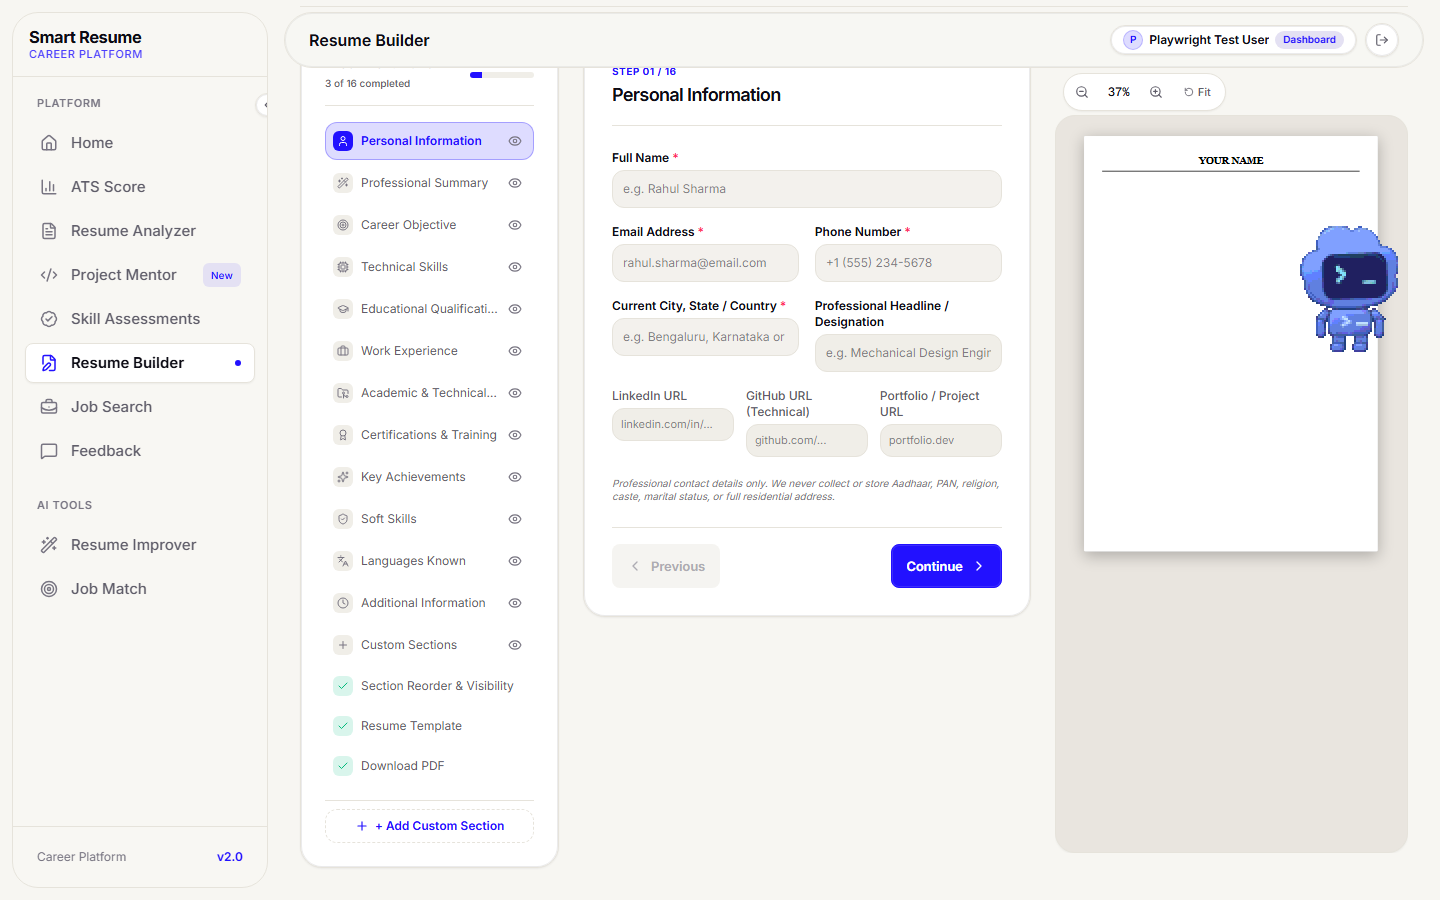 Smart Resume
CAREER PLATFORM
PLATFORM
Home
ATS Score
Resume Analyzer
Project Mentor New
Skill Assessments
Resume Builder
Job Search
Feedback
AI TOOLS
Resume Improver
Job Match
Career Platform v2.0
Resume Builder
P Playwright Test User Dashboard
3 of 16 completed
Personal Information
Professional Summary
Career Objective
Technical Skills
Educational Qualificati...
Work Experience
Academic & Technical...
Certifications & Training
Key Achievements
Soft Skills
Languages Known
Additional Information
Custom Sections
Section Reorder & Visibility
Resume Template
Download PDF
+ + Add Custom Section
STEP 01 / 16
Personal Information
Full Name *
e.g. Rahul Sharma
Email Address *
rahul.sharma@email.com
Phone Number *
+1 (555) 234-5678
Current City, State / Country *
e.g. Bengaluru, Karnataka or
Professional Headline /
Designation
e.g. Mechanical Design Engir
LinkedIn URL
linkedin.com/in/...
GitHub URL
(Technical)
github.com/...
Portfolio / Project
URL
portfolio.dev
Professional contact details only. We never collect or store Aadhaar, PAN, religion,
caste, marital status, or full residential address.
Previous
Continue
37%
Fit
YOUR NAME